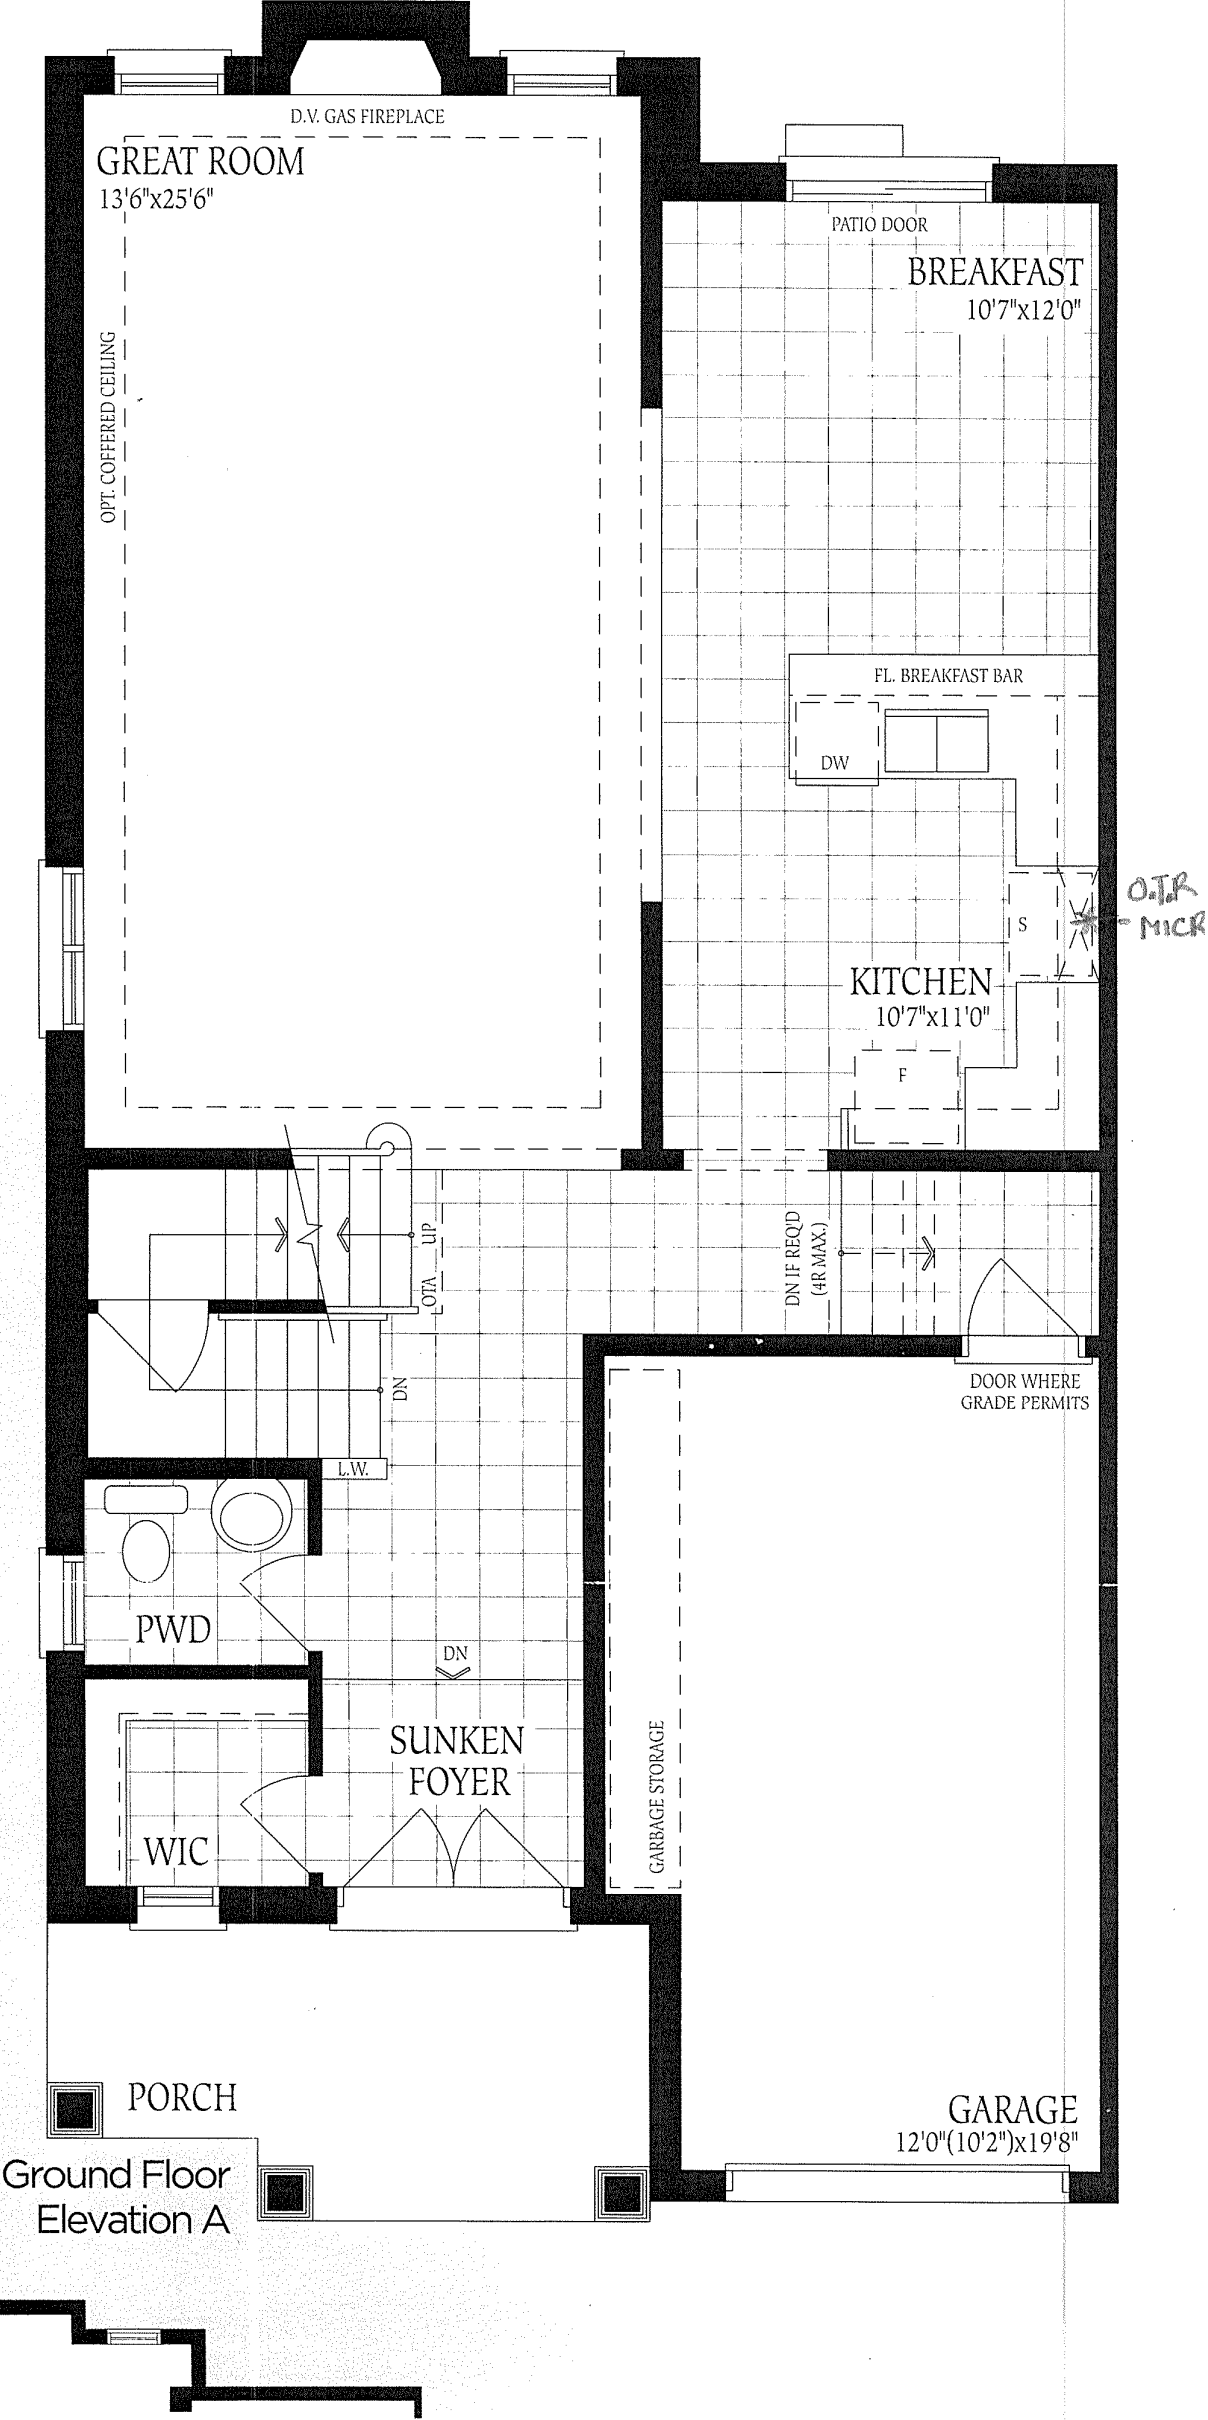 D.V. GAS FIREPLACE
GREAT ROOM
13'6"x25'6"
OPT. COFFERED CEILING
PATIO DOOR
BREAKFAST
10'7"x12'0"
FL. BREAKFAST BAR
DW
O.T.R
MICR
S
KITCHEN
10'7"x11'0"
F
UP
OTA
DN IF REQ'D
(4R MAX.)
DN
DOOR WHERE
GRADE PERMITS
L.W.
PWD
DN
SUNKEN
FOYER
GARBAGE STORAGE
WIC
PORCH
GARAGE
12'0"(10'2")x19'8"
Ground Floor
Elevation A